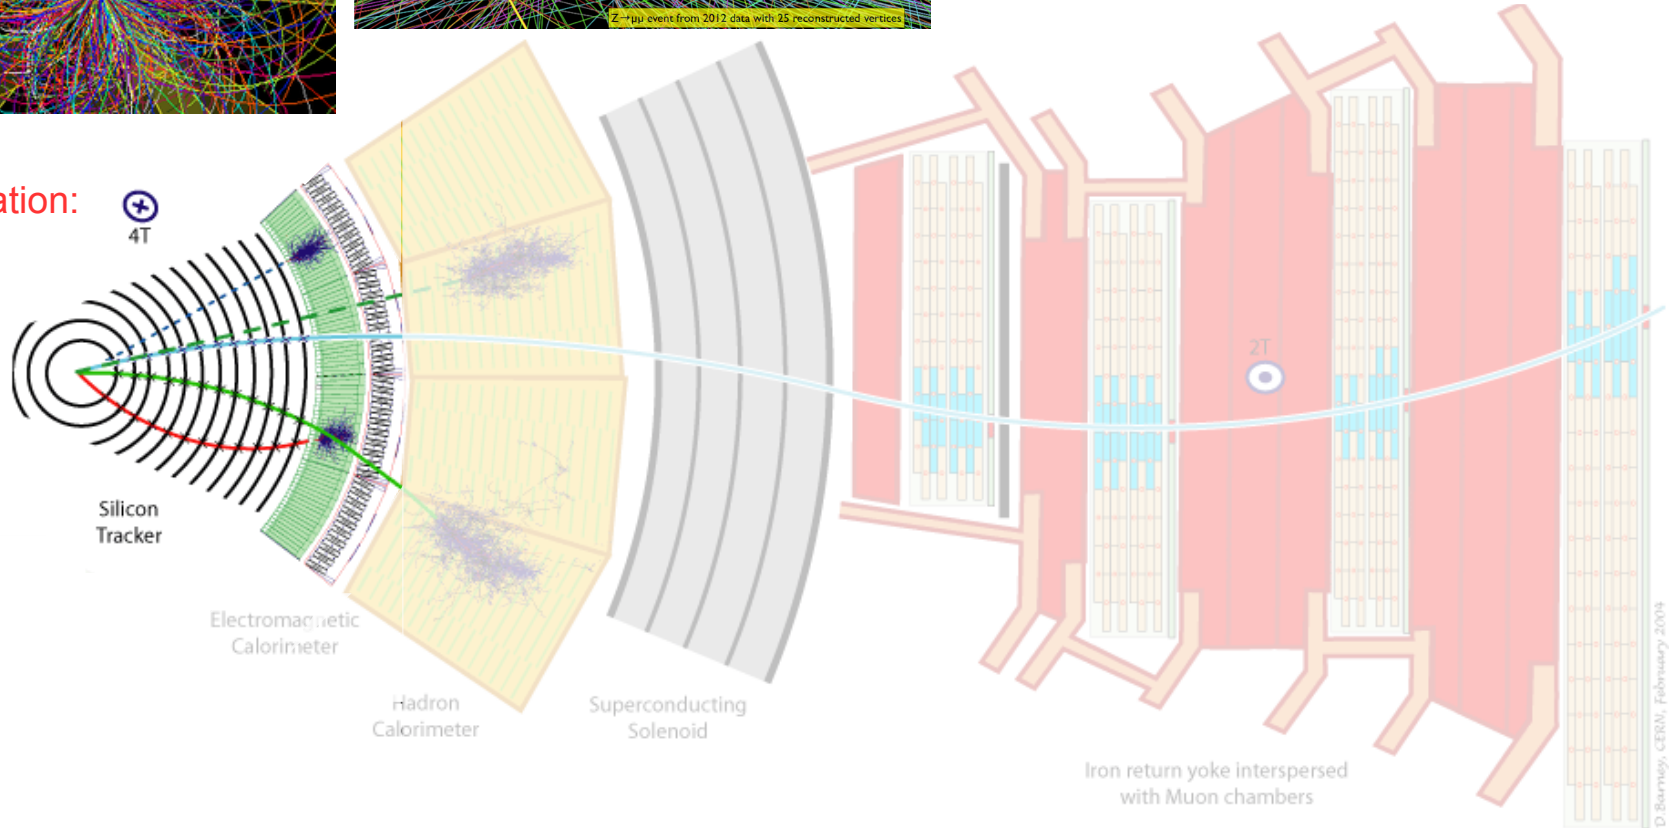 Z→μμ event from 2012 data with 25 reconstructed vertices
ation:
4T
2T
Silicon
Tracker
Electromagnetic
Calorimeter
Hadron
Calorimeter
Superconducting
Solenoid
Iron return yoke interspersed
with Muon chambers
D.Barney, CERN, February 2004